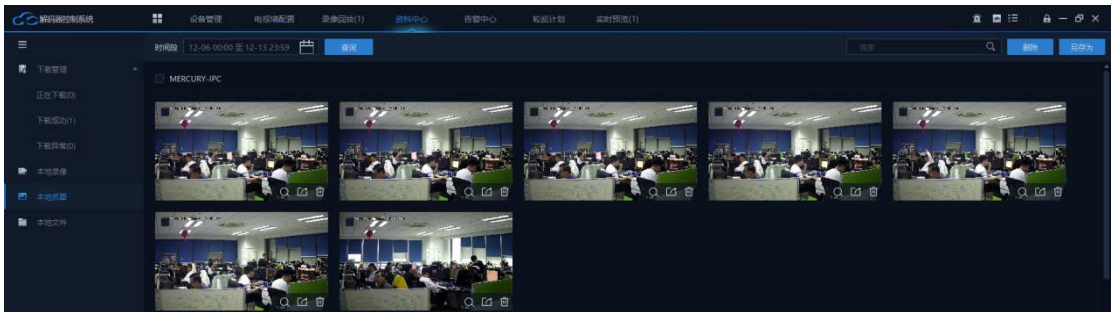 解码器控制系统
设备管理
电视墙配置
录像回放(1)
资料中心
告警中心
轮巡计划
实时预览(1)
时间段
12-06 00:00 至 12-13 23:59
查询
搜索
删除
另存为
下载管理
正在下载(0)
下载成功(1)
下载异常(0)
本地录像
本地抓图
本地文件
MERCURY-IPC